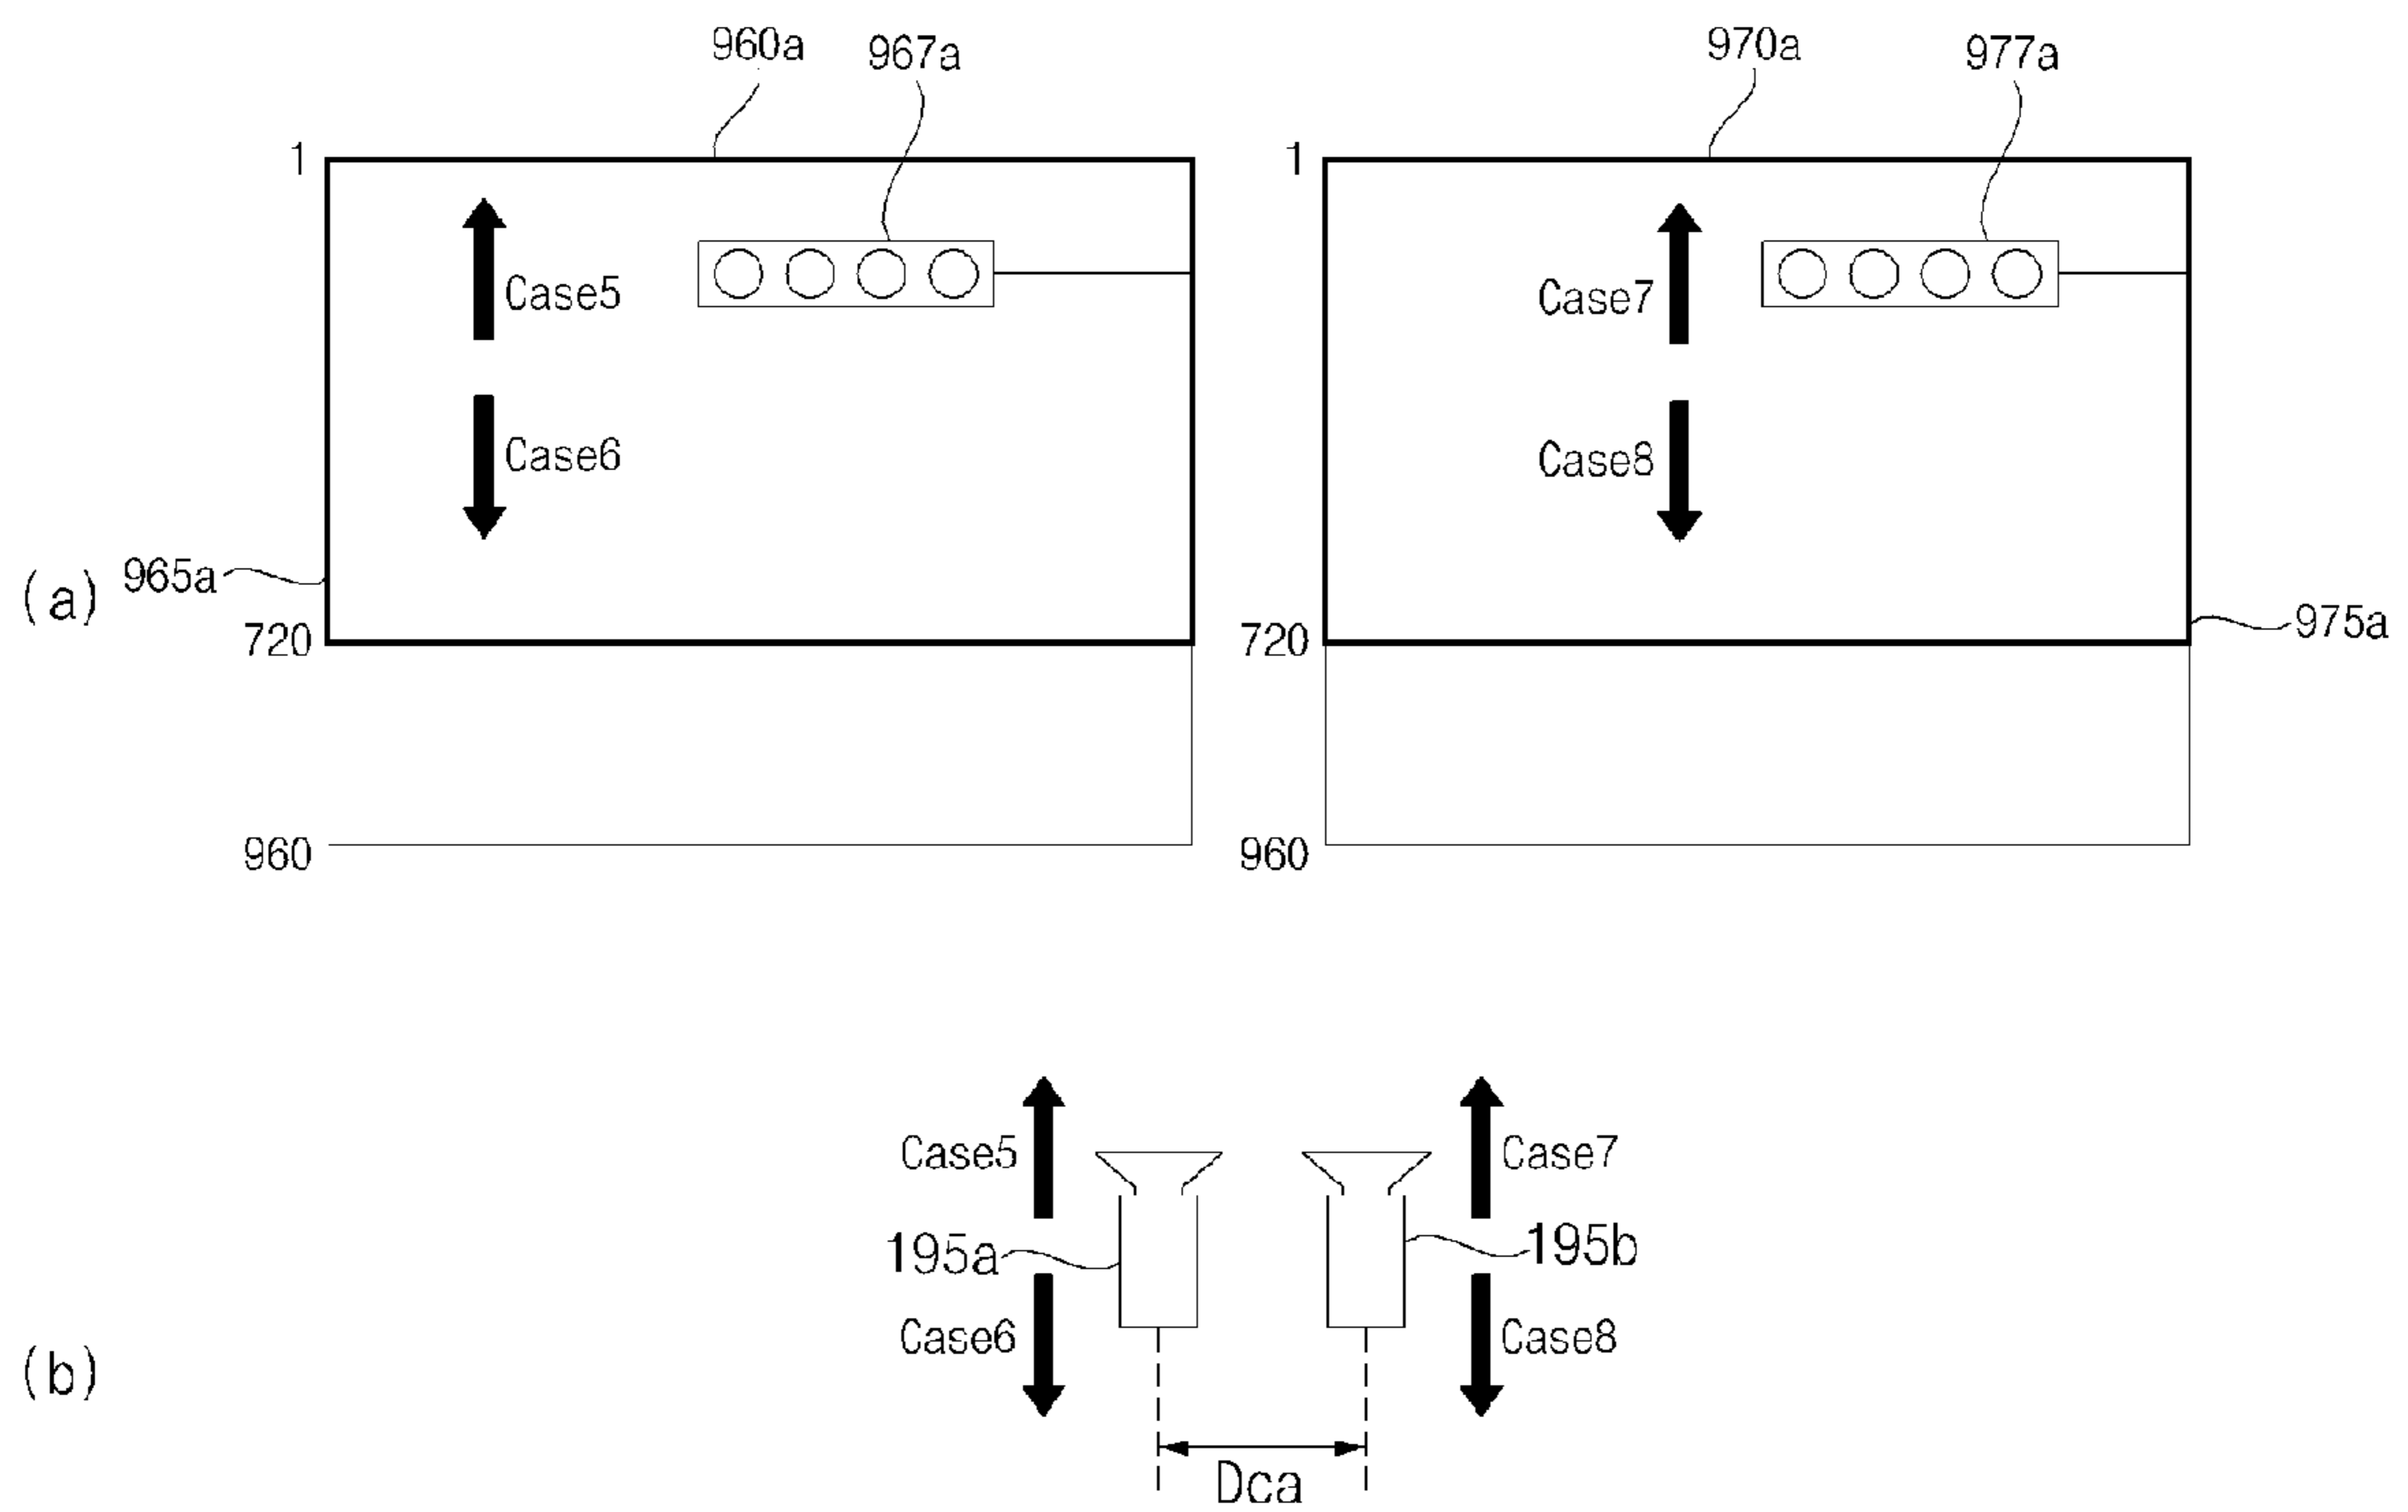 960a 967a 970a 977a
1 1
Case5 Case7
Case6 Case8
(a) 965a 975a
720 720
960 960
Case5 Case7
195a 195b
Case6 Case8
(b)
Dca